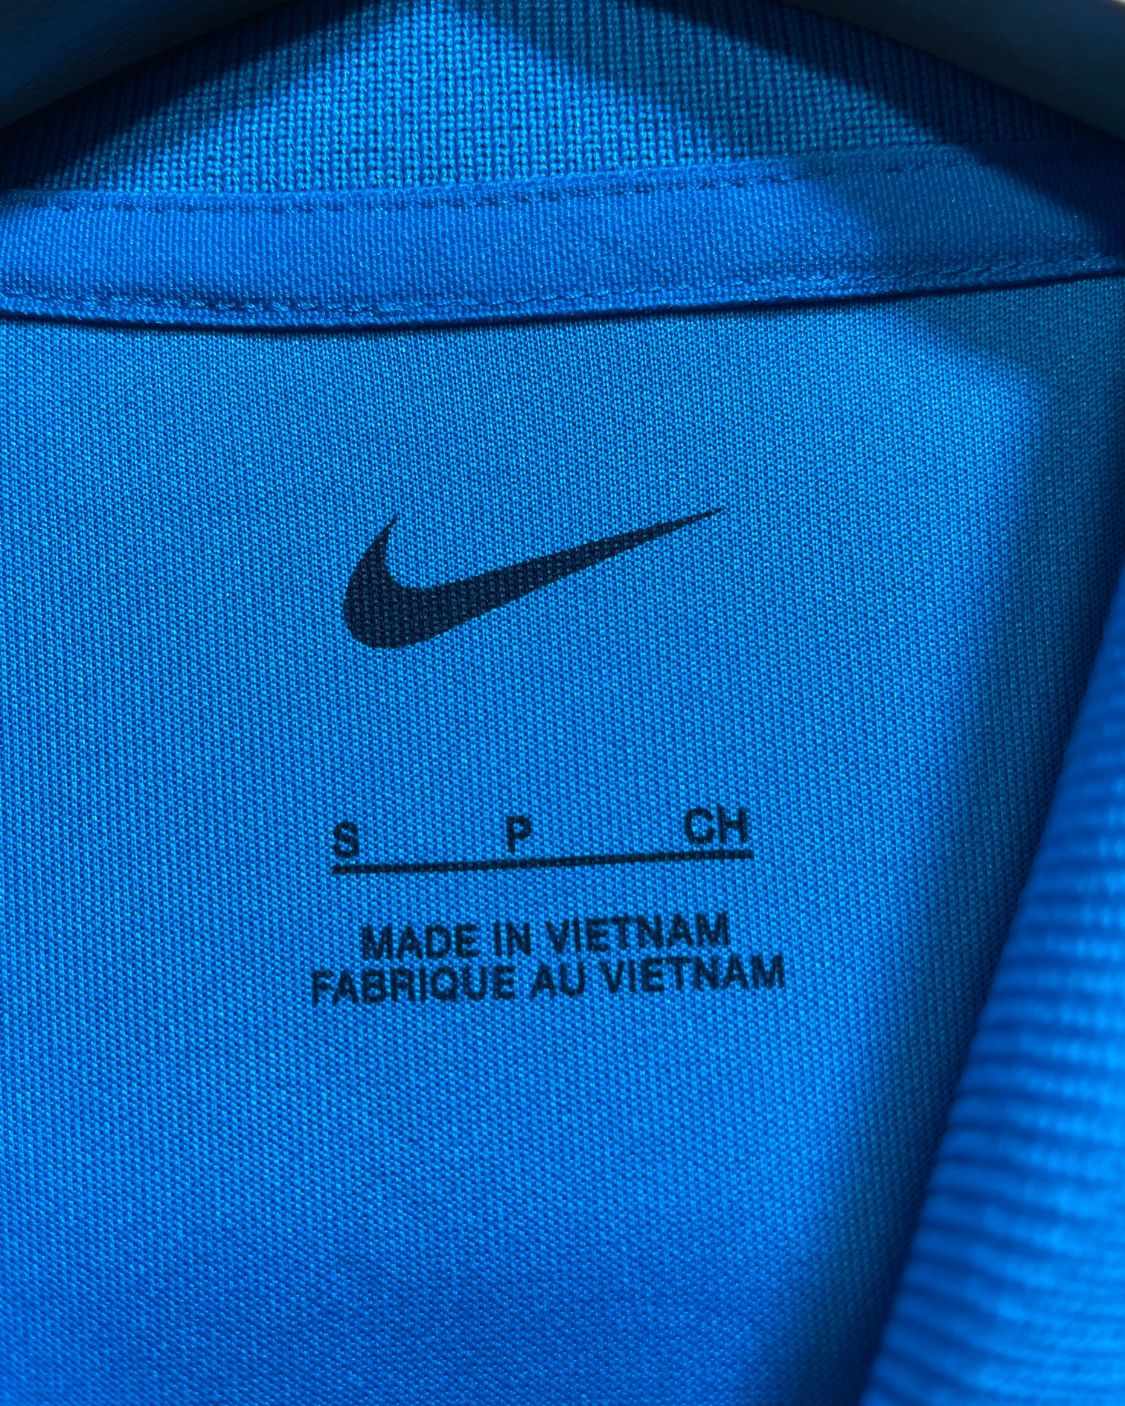 S P CH
MADE IN VIETNAM
FABRIQUE AU VIETNAM